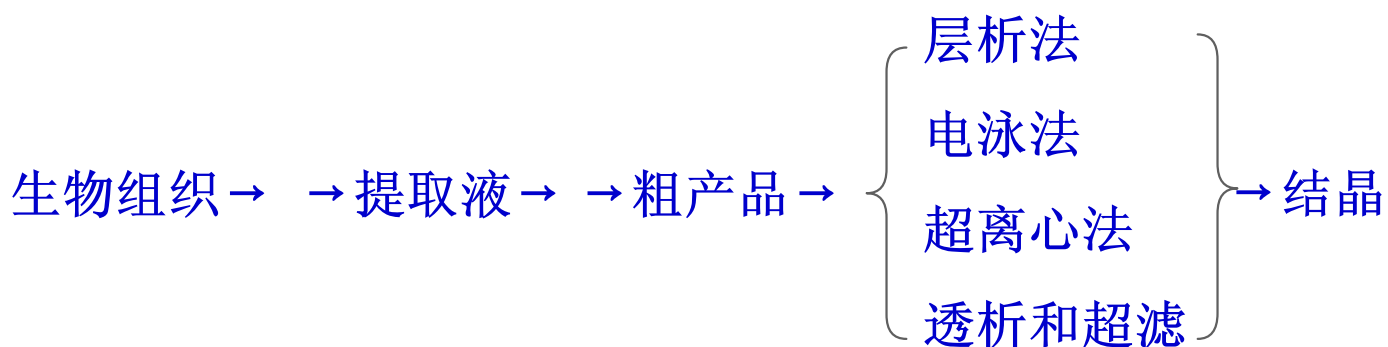 生物组织→ →提取液→ →粗产品→
层析法
电泳法
超离心法
透析和超滤
→结晶